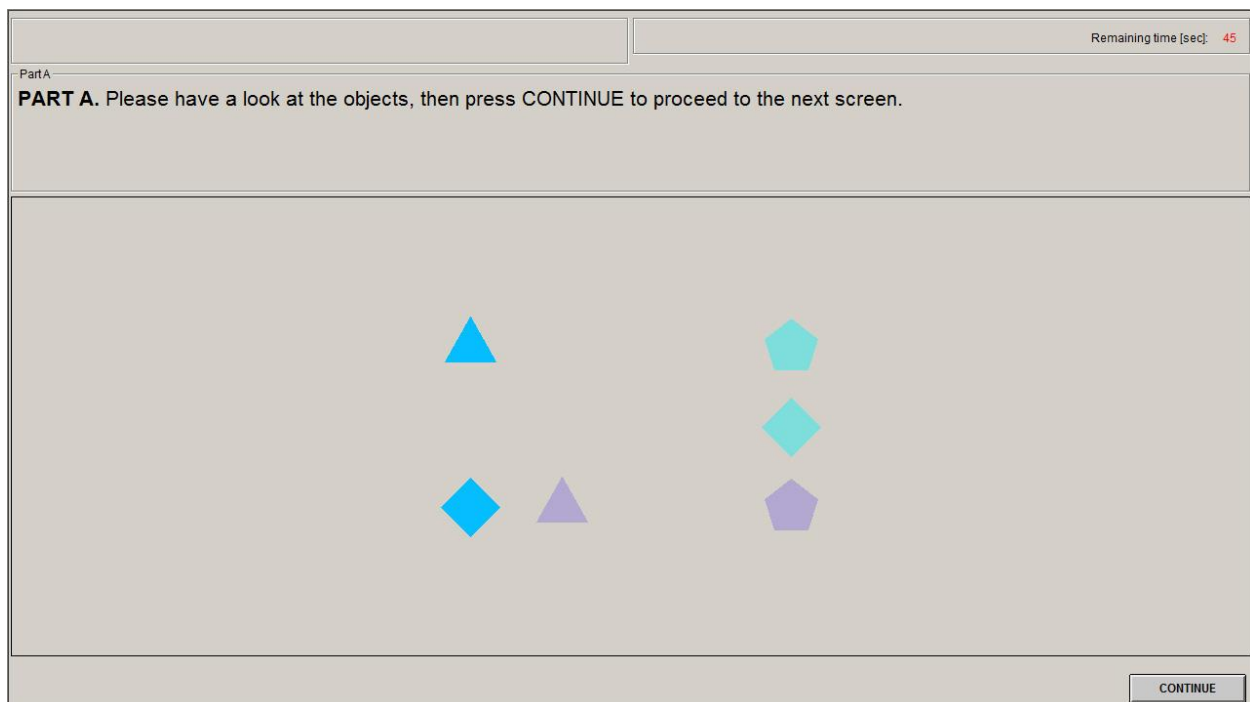 Remaining time [sec]: 45
Part A
PART A. Please have a look at the objects, then press CONTINUE to proceed to the next screen.
CONTINUE